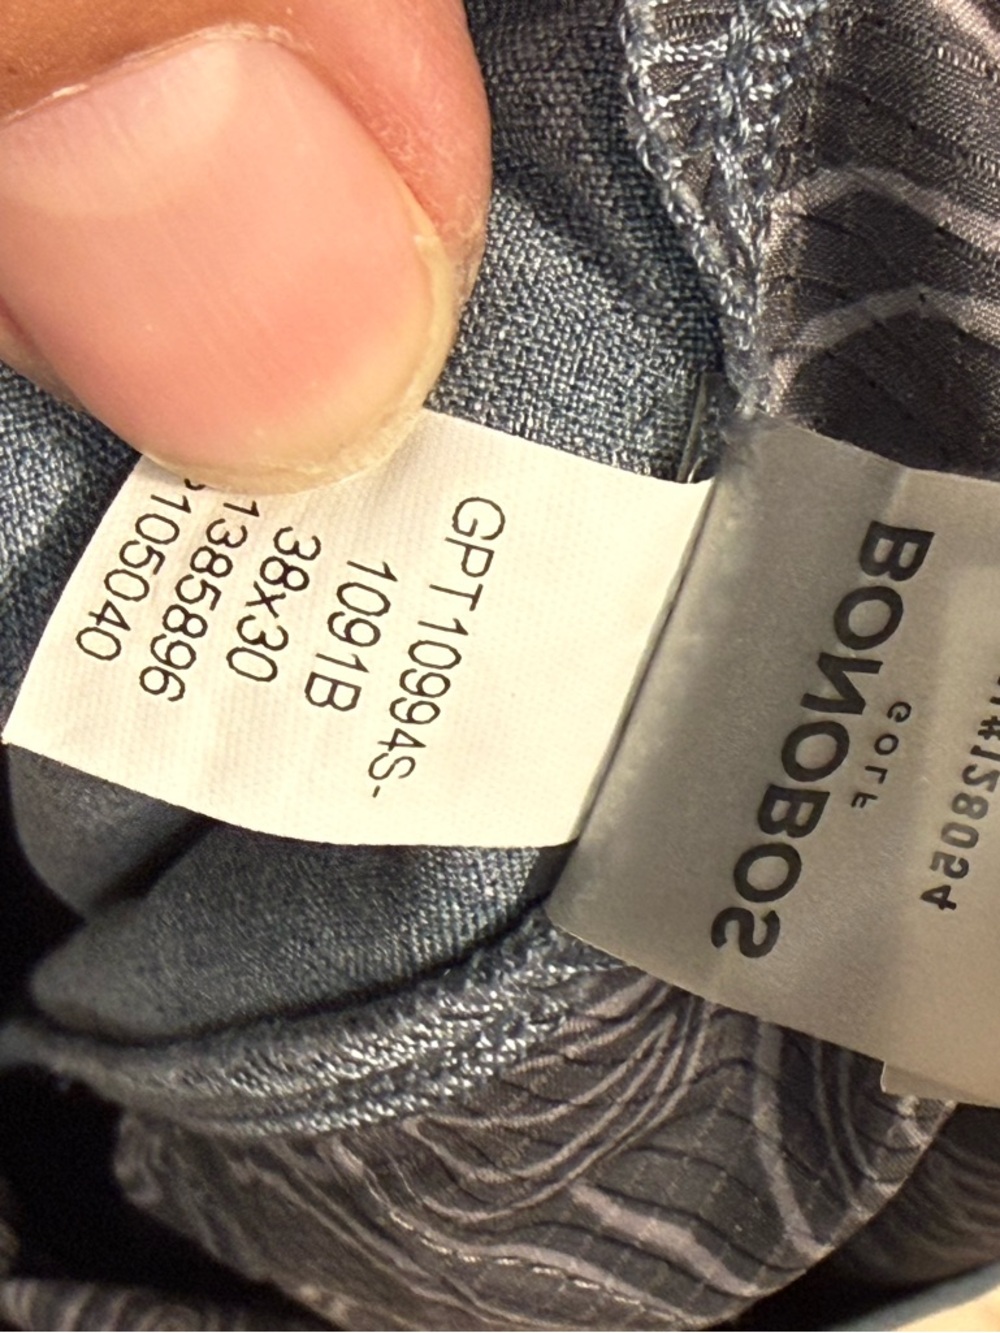 GPT10994S-
1091B
38x30
1385896
105040
BONOBOS
GOLF
#128054